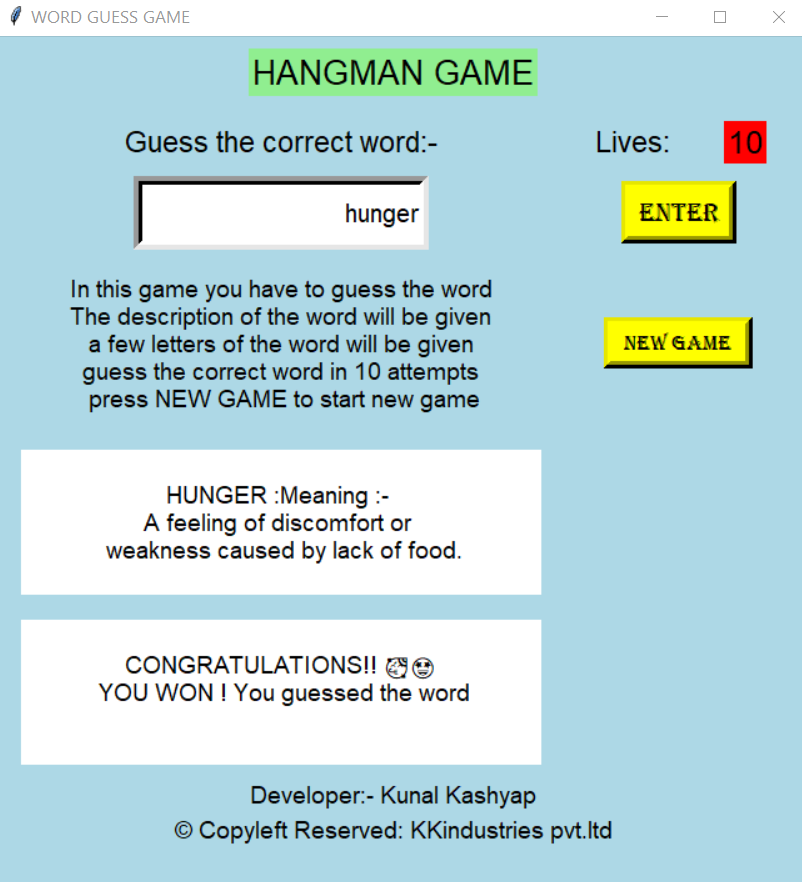 WORD GUESS GAME
HANGMAN GAME
Guess the correct word:-
Lives: 10
hunger
ENTER
In this game you have to guess the word
The description of the word will be given
a few letters of the word will be given
guess the correct word in 10 attempts
press NEW GAME to start new game
NEW GAME
HUNGER :Meaning :-
A feeling of discomfort or
weakness caused by lack of food.
CONGRATULATIONS!! 🥰🤩
YOU WON ! You guessed the word
Developer:- Kunal Kashyap
© Copyleft Reserved: KKindustries pvt.ltd